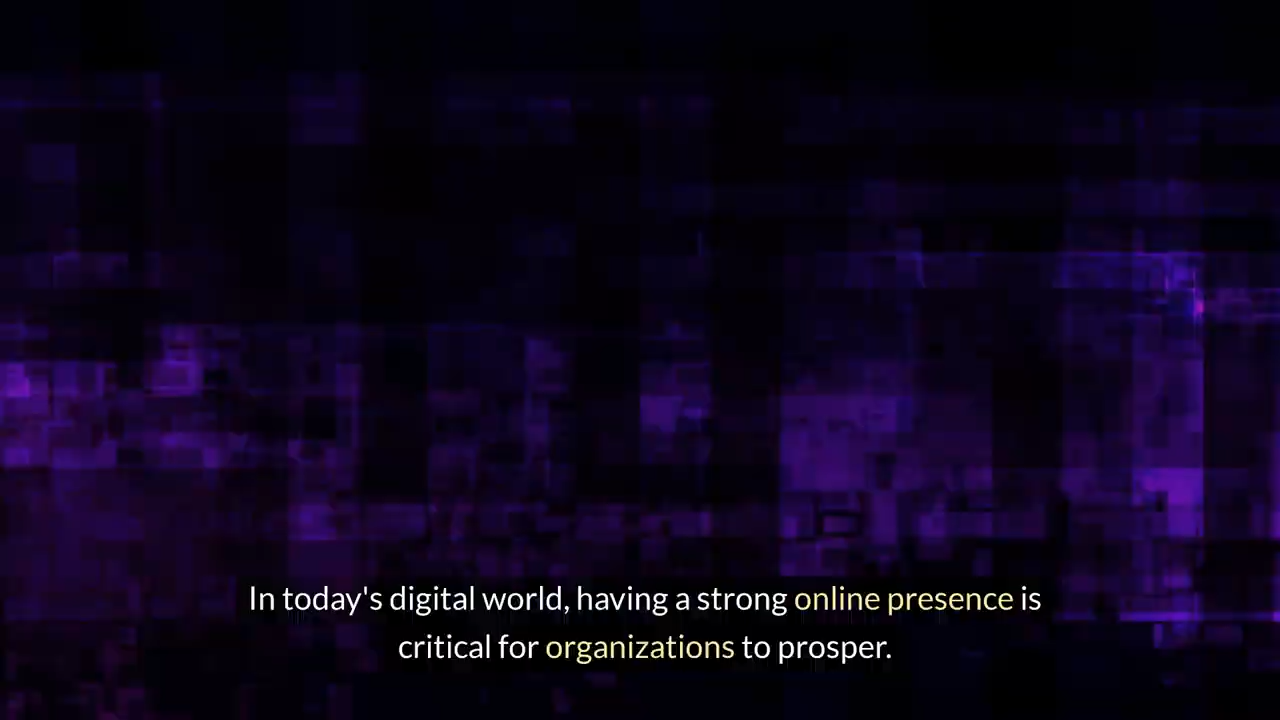 In today's digital world, having a strong online presence is
critical for organizations to prosper.